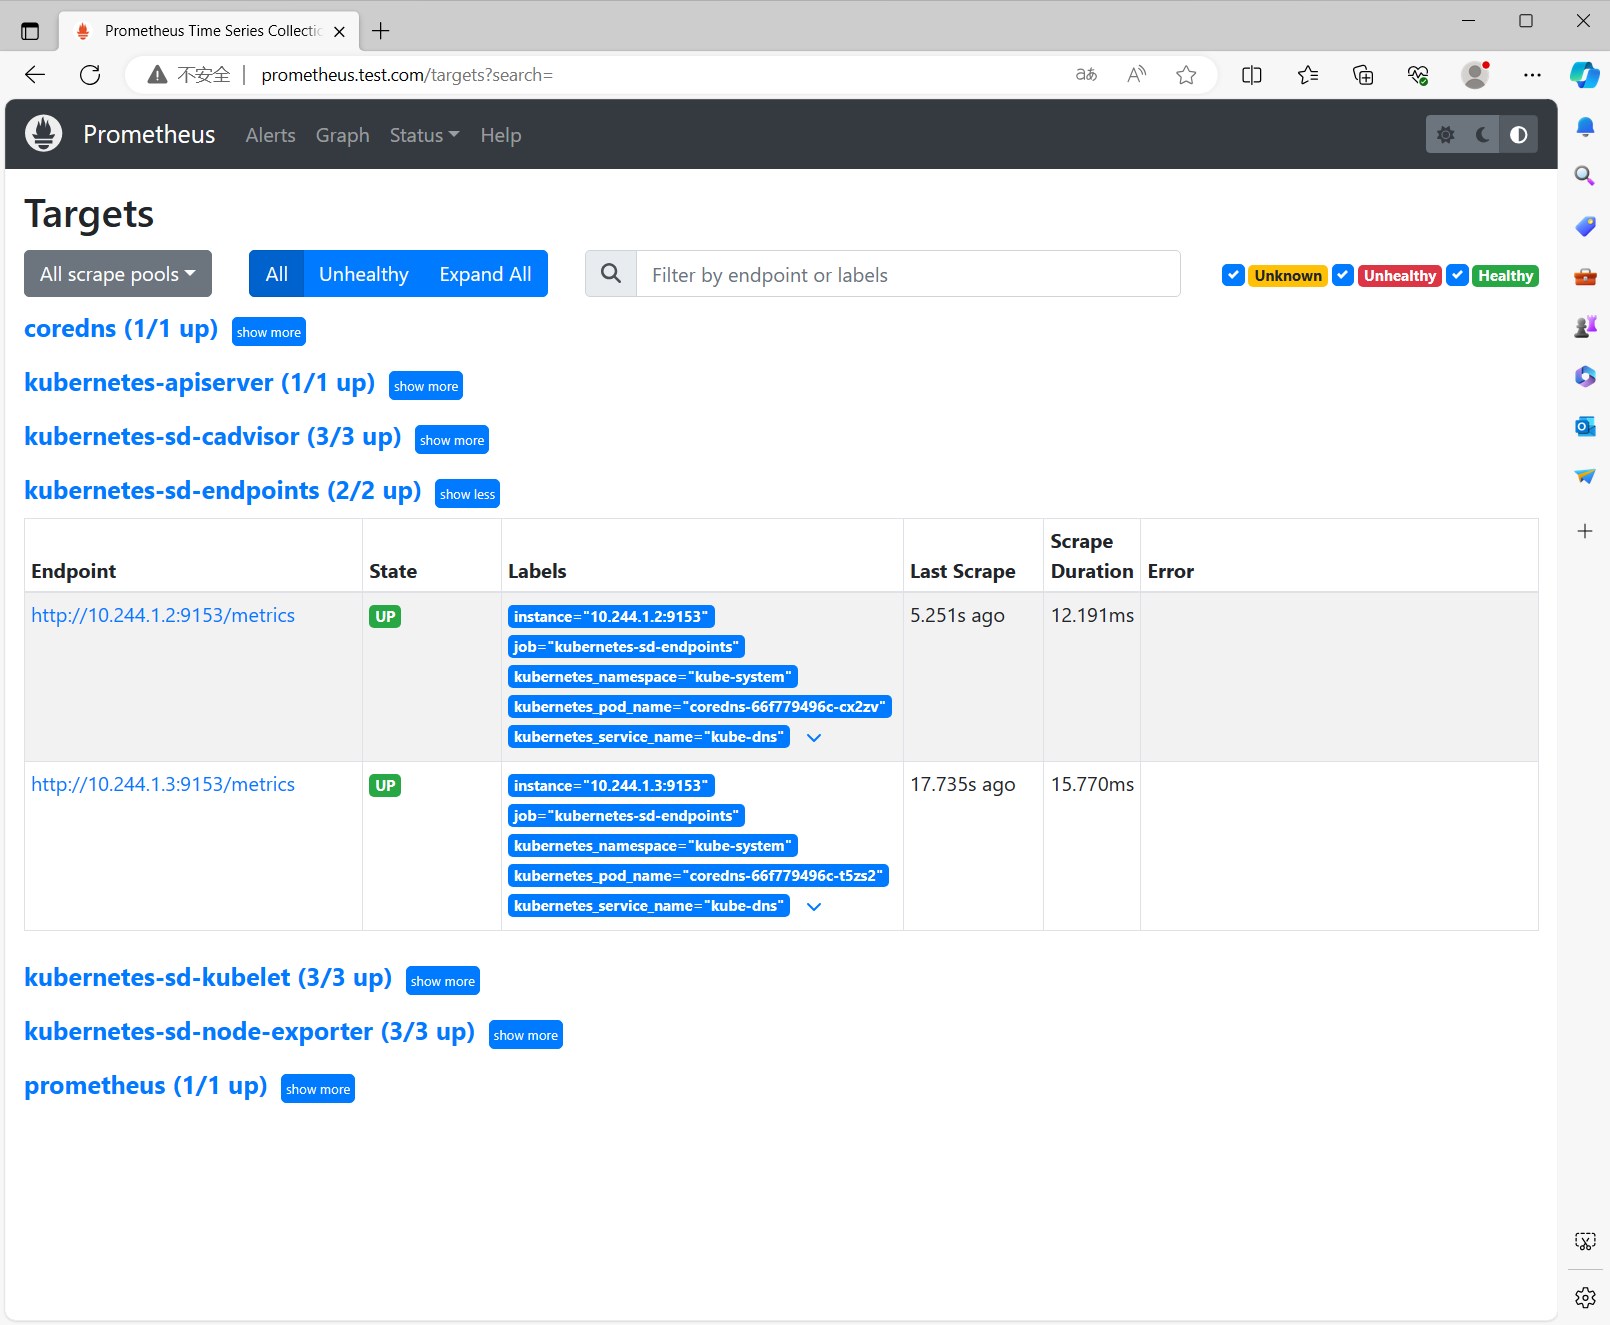 Prometheus Time Series Collectic
不安全 | prometheus.test.com/targets?search=
Prometheus Alerts Graph Status Help
Targets
All scrape pools All Unhealthy Expand All Filter by endpoint or labels Unknown Unhealthy Healthy
coredns (1/1 up) show more
kubernetes-apiserver (1/1 up) show more
kubernetes-sd-cadvisor (3/3 up) show more
kubernetes-sd-endpoints (2/2 up) show less
Endpoint State Labels Last Scrape Scrape Duration Error
http://10.244.1.2:9153/metrics UP instance="10.244.1.2:9153" 5.251s ago 12.191ms
job="kubernetes-sd-endpoints"
kubernetes_namespace="kube-system"
kubernetes_pod_name="coredns-66f779496c-cx2zv"
kubernetes_service_name="kube-dns"
http://10.244.1.3:9153/metrics UP instance="10.244.1.3:9153" 17.735s ago 15.770ms
job="kubernetes-sd-endpoints"
kubernetes_namespace="kube-system"
kubernetes_pod_name="coredns-66f779496c-t5zs2"
kubernetes_service_name="kube-dns"
kubernetes-sd-kubelet (3/3 up) show more
kubernetes-sd-node-exporter (3/3 up) show more
prometheus (1/1 up) show more